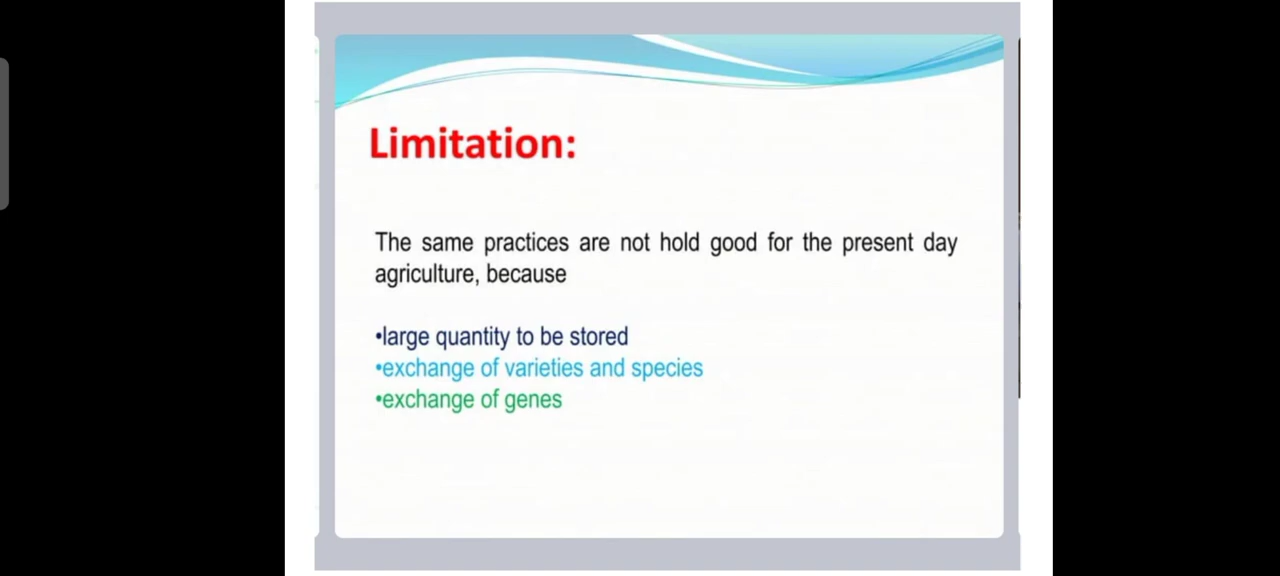 Limitation:
The same practices are not hold good for the present day
agriculture, because
•large quantity to be stored
•exchange of varieties and species
•exchange of genes